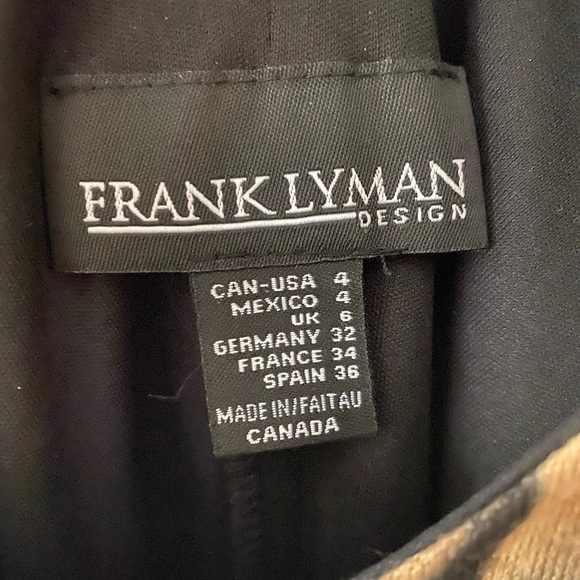 FRANK LYMAN
DESIGN
CAN-USA 4
MEXICO 4
UK 6
GERMANY 32
FRANCE 34
SPAIN 36
MADE IN/FAIT AU
CANADA